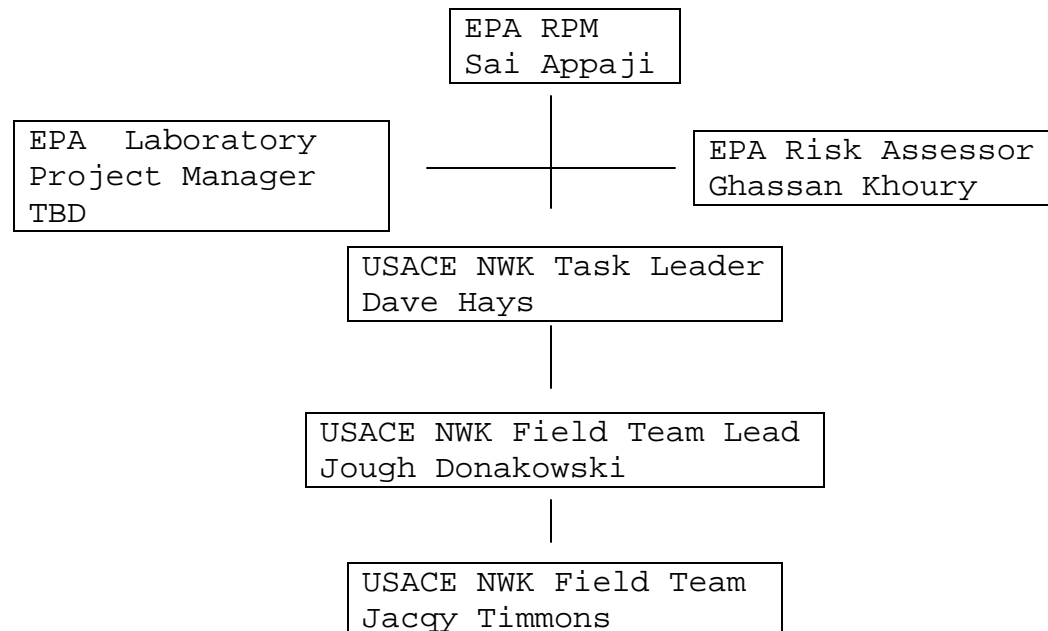 EPA RPM
Sai Appaji
EPA Laboratory
Project Manager
TBD
EPA Risk Assessor
Ghassan Khoury
USACE NWK Task Leader
Dave Hays
USACE NWK Field Team Lead
Jough Donakowski
USACE NWK Field Team
Jacqy Timmons